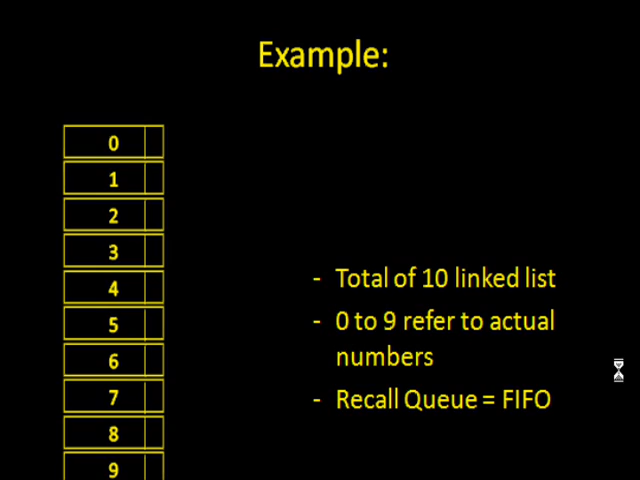 Example:
0
1
2
3
4
5
6
7
8
9
- Total of 10 linked list
- 0 to 9 refer to actual
numbers
- Recall Queue = FIFO